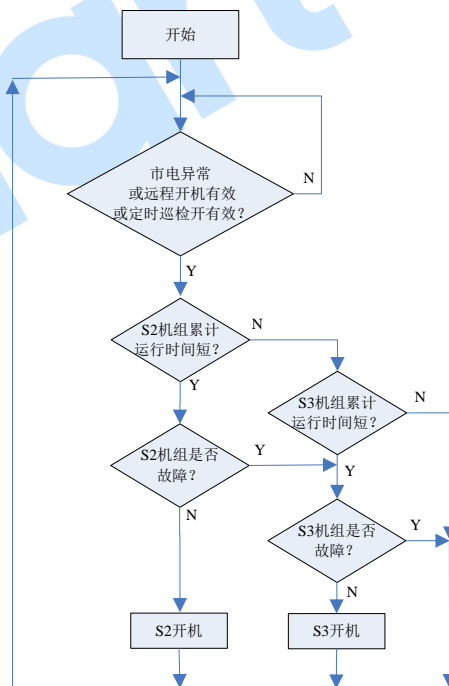 开始
市电异常
或远程开机有效
或定时巡检开有效?
N
Y
S2机组累计
运行时间短?
N
Y
S3机组累计
运行时间短?
N
S2机组是否
故障?
Y
Y
N
S3机组是否
故障?
Y
N
S2开机
S3开机